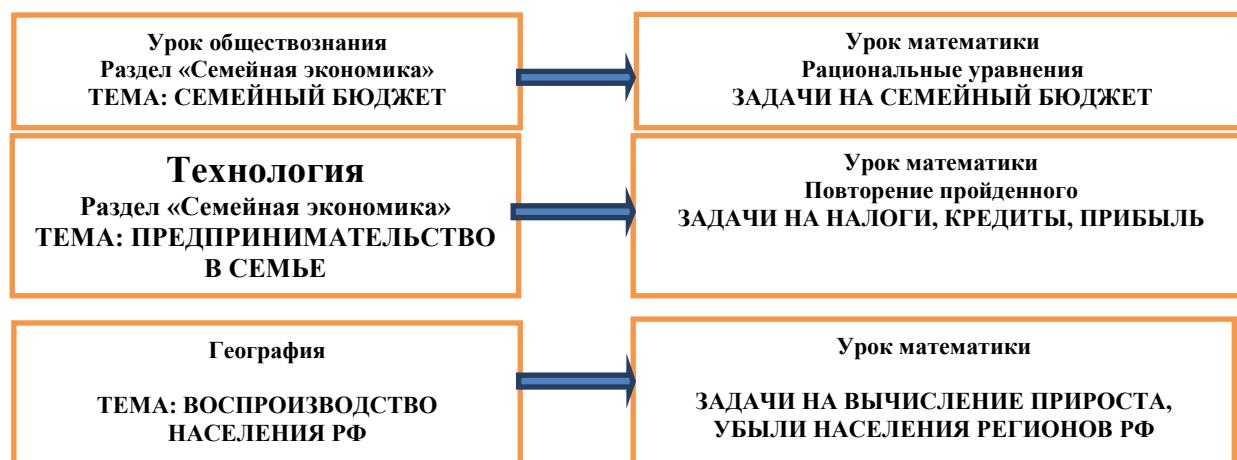 Урок обществознания
Раздел «Семейная экономика»
ТЕМА: СЕМЕЙНЫЙ БЮДЖЕТ
Урок математики
Рациональные уравнения
ЗАДАЧИ НА СЕМЕЙНЫЙ БЮДЖЕТ
Технология
Раздел «Семейная экономика»
ТЕМА: ПРЕДПРИНИМАТЕЛЬСТВО
В СЕМЬЕ
Урок математики
Повторение пройденного
ЗАДАЧИ НА НАЛОГИ, КРЕДИТЫ, ПРИБЫЛЬ
География
ТЕМА: ВОСПРОИЗВОДСТВО
НАСЕЛЕНИЯ РФ
Урок математики
ЗАДАЧИ НА ВЫЧИСЛЕНИЕ ПРИРОСТА,
УБЫЛИ НАСЕЛЕНИЯ РЕГИОНОВ РФ